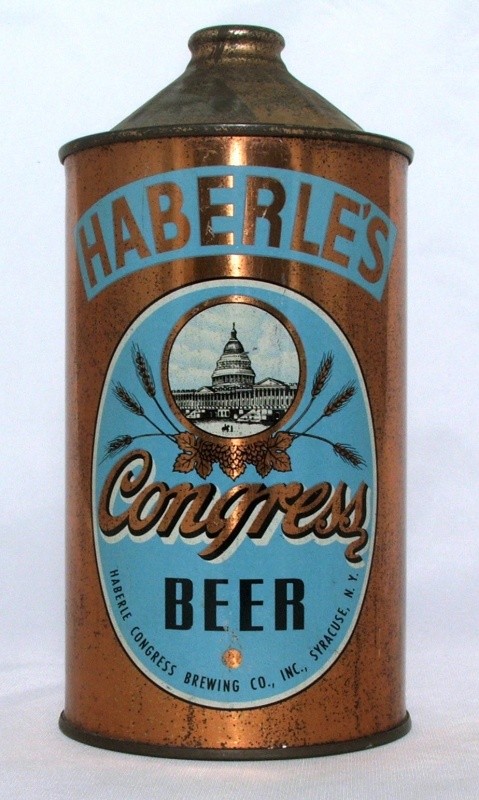 HABERLE'S
Congress
BEER
HABERLE CONGRESS BREWING CO., INC., SYRACUSE, N. Y.